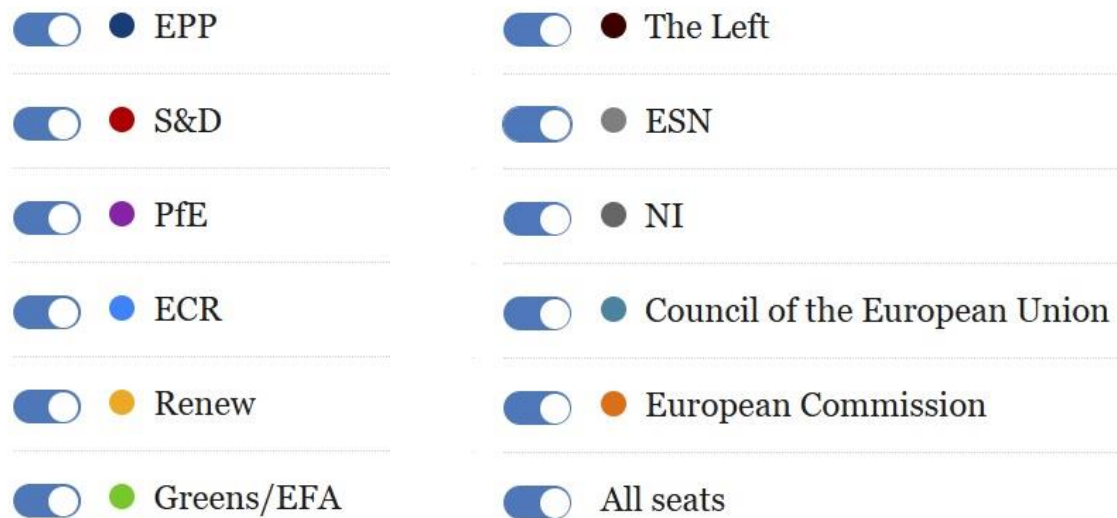 EPP
S&D
PfE
ECR
Renew
Greens/EFA
The Left
ESN
NI
Council of the European Union
European Commission
All seats